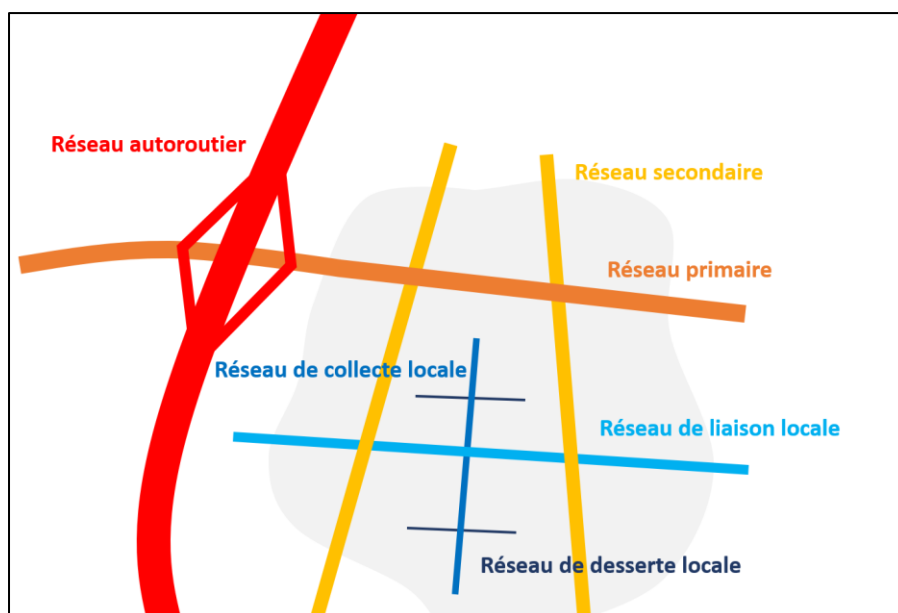 Réseau autoroutier
Réseau secondaire
Réseau primaire
Réseau de collecte locale
Réseau de liaison locale
Réseau de desserte locale